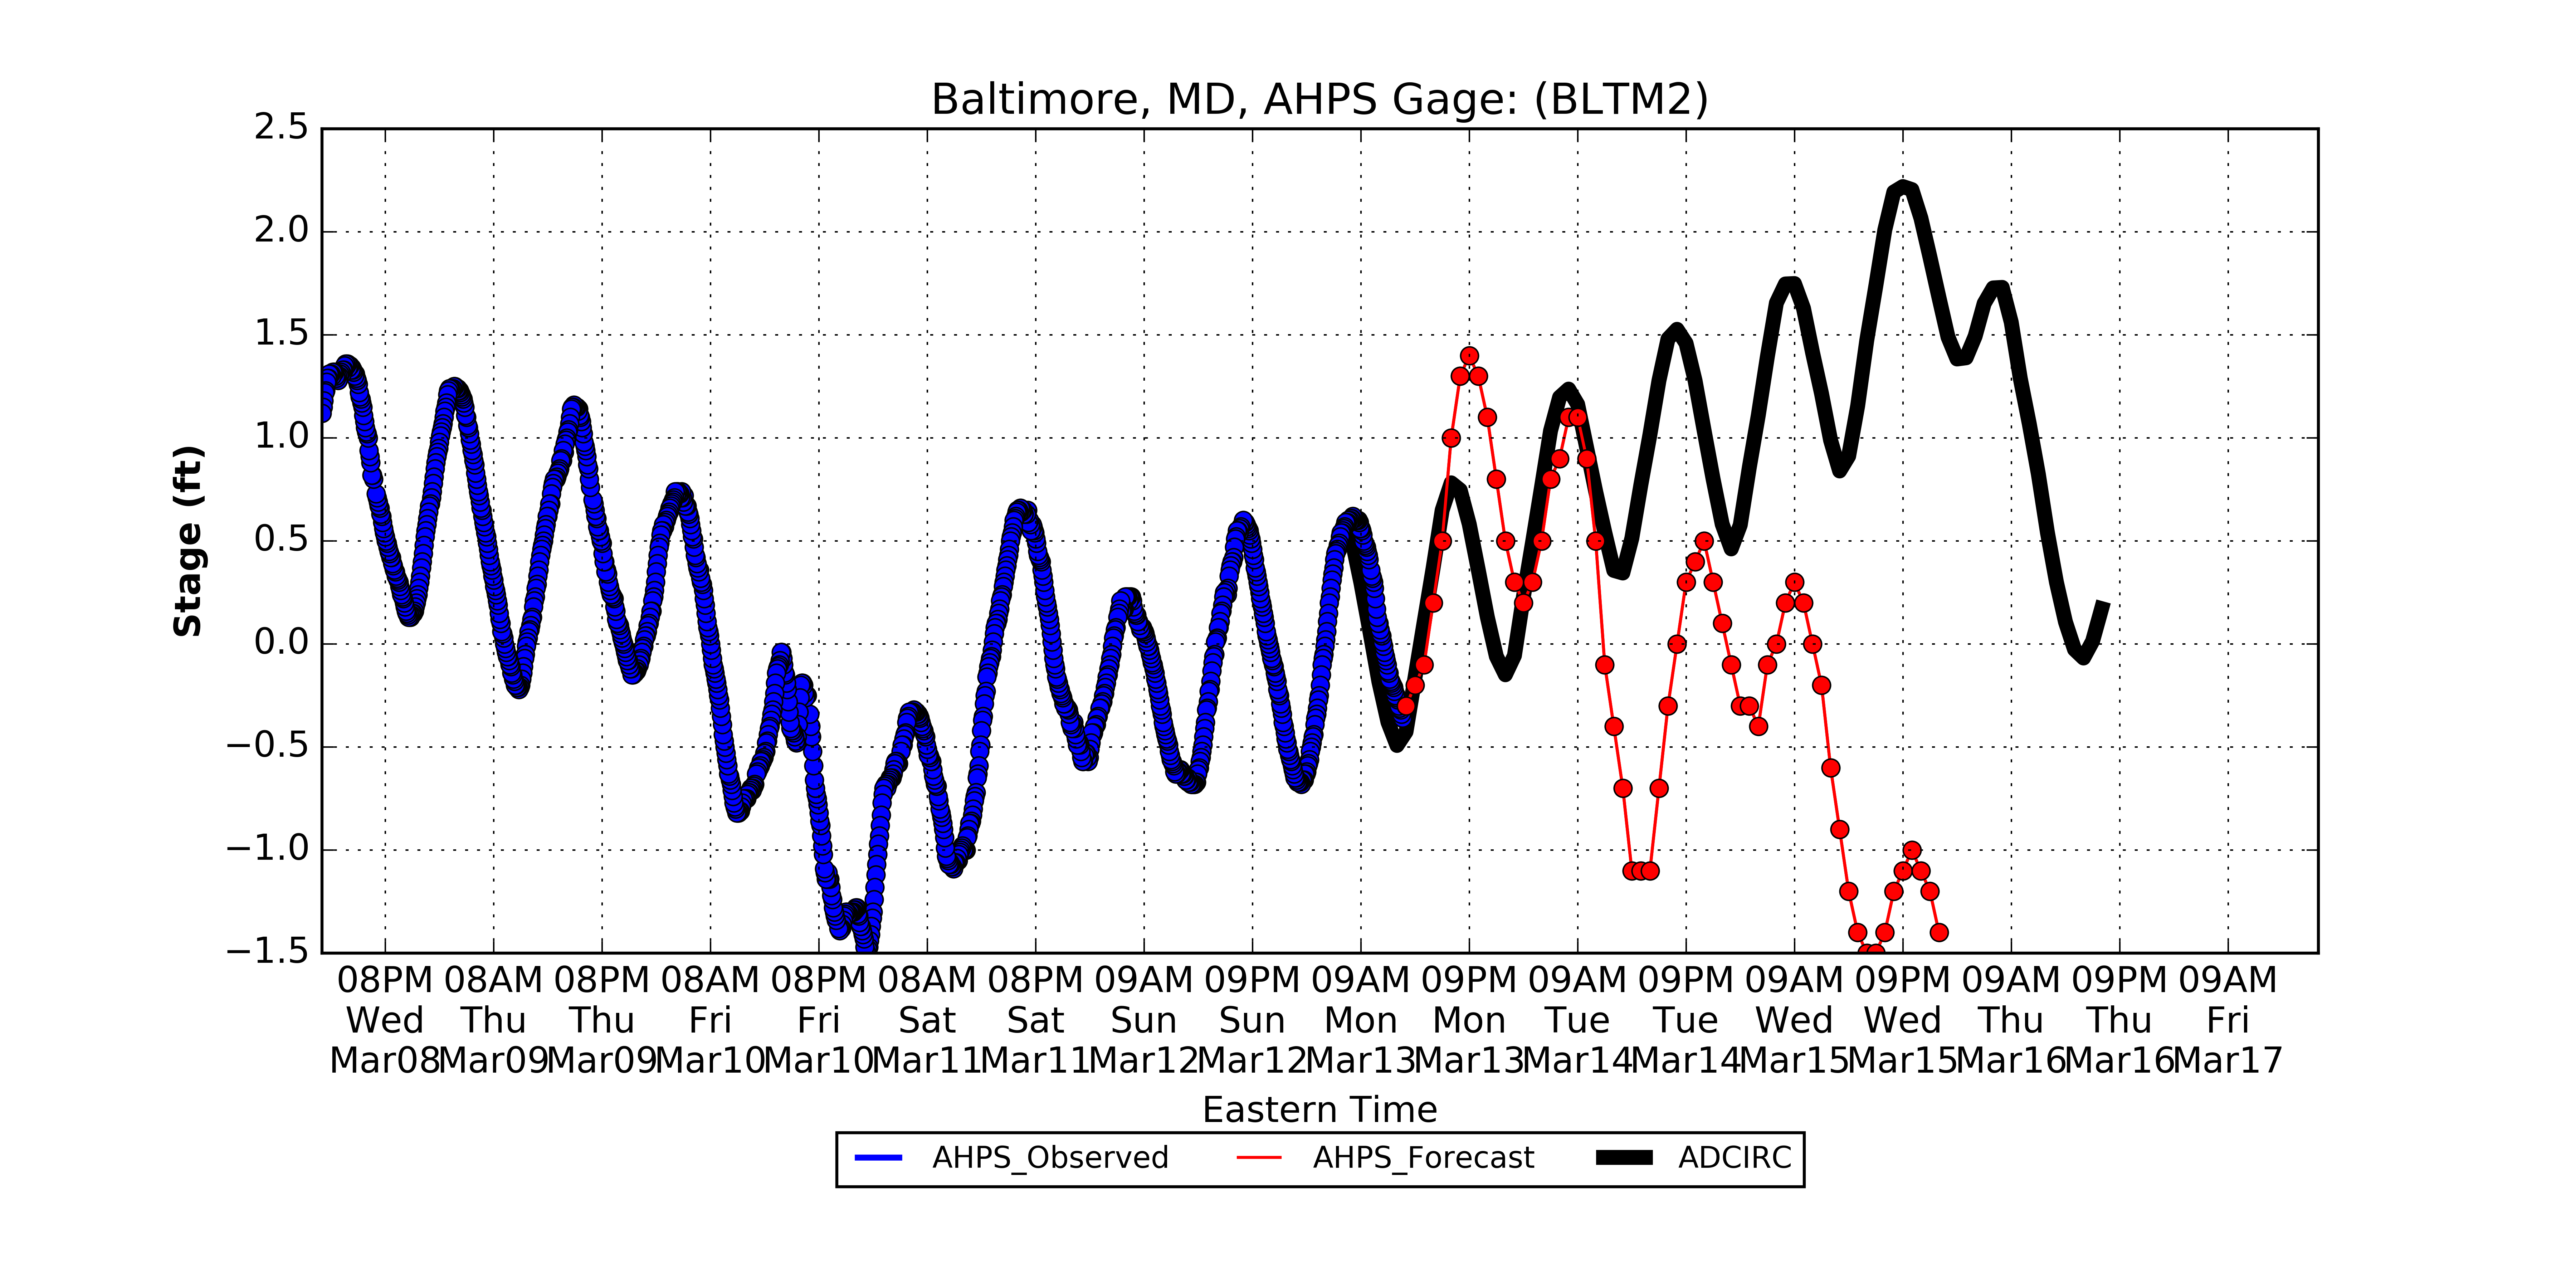 Baltimore, MD, AHPS Gage: (BLTM2)
2.5
2.0
1.5
1.0
0.5
0.0
−0.5
−1.0
−1.5
Stage (ft)
08PM 08AM 08PM 08AM 08PM 08AM 08PM 09AM 09PM 09AM 09PM 09AM 09PM 09AM 09PM 09AM 09PM 09AM
Wed Thu Thu Fri Fri Sat Sat Sun Sun Mon Mon Tue Tue Wed Wed Thu Thu Fri
Mar08 Mar09 Mar09 Mar10 Mar10 Mar11 Mar11 Mar12 Mar12 Mar13 Mar13 Mar14 Mar14 Mar15 Mar15 Mar16 Mar16 Mar17
Eastern Time
AHPS_Observed AHPS_Forecast ADCIRC